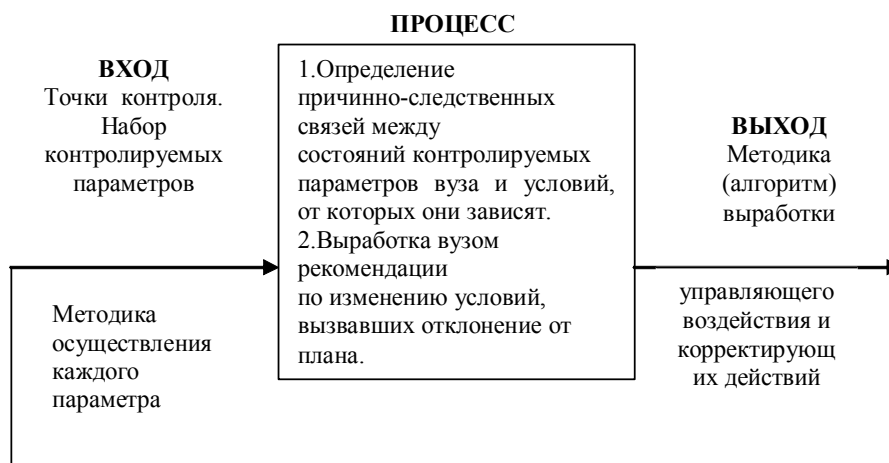 ПРОЦЕСС
ВХОД
Точки контроля.
Набор
контролируемых
параметров
Методика
осуществления
каждого
параметра
1.Определение
причинно-следственных
связей между
состояний контролируемых
параметров вуза и условий,
от которых они зависят.
2.Выработка вузом
рекомендации
по изменению условий,
вызвавших отклонение от
плана.
ВЫХОД
Методика
(алгоритм)
выработки
управляющего
воздействия и
корректирующ
их действий